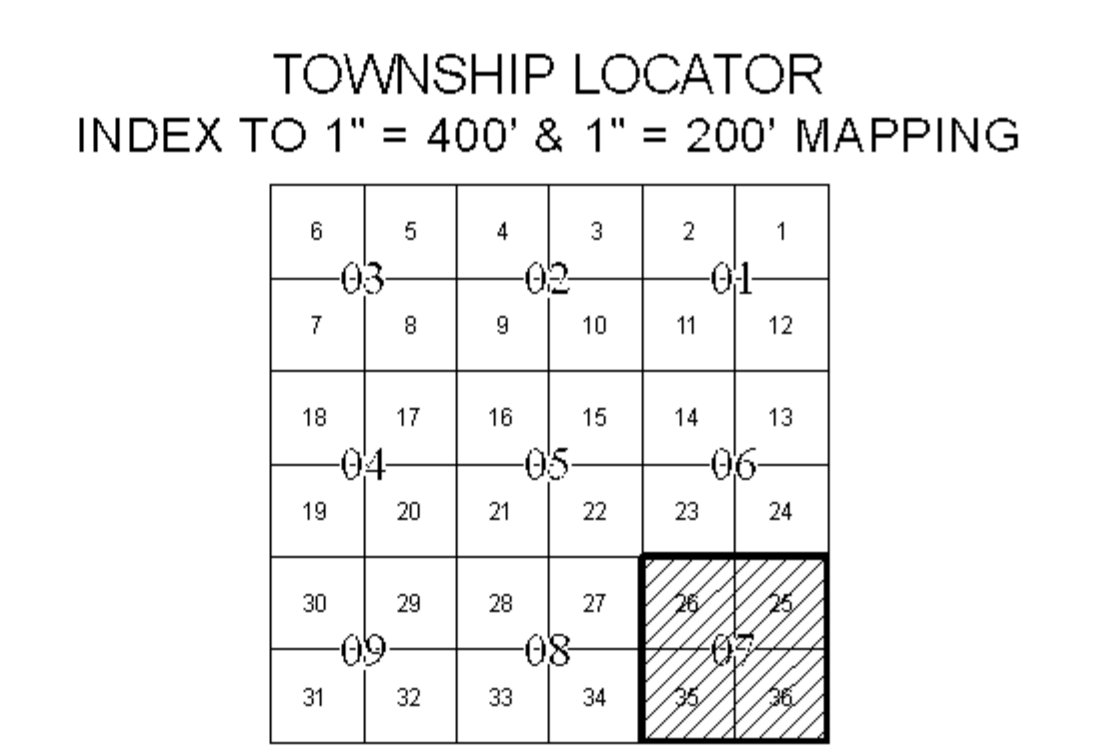 TOWNSHIP LOCATOR
INDEX TO 1" = 400' & 1" = 200' MAPPING
6 5 4 3 2 1
03 02 01
7 8 9 10 11 12
18 17 16 15 14 13
04 05 06
19 20 21 22 23 24
30 29 28 27 26 25
09 08 07
31 32 33 34 35 36